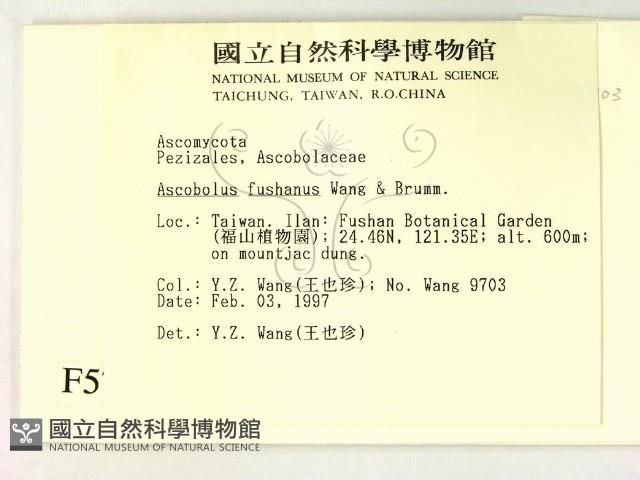 國立自然科學博物館
NATIONAL MUSEUM OF NATURAL SCIENCE
TAICHUNG, TAIWAN, R.O.CHINA
03
Ascomycota
Pezizales, Ascobolaceae
Ascobolus fushanus Wang & Brumm.
Loc.: Taiwan. Ilan: Fushan Botanical Garden
(福山植物園); 24.46N, 121.35E; alt. 600m;
on mountjac dung.
Col.: Y.Z. Wang(王也珍); No. Wang 9703
Date: Feb. 03, 1997
Det.: Y.Z. Wang(王也珍)
F5
國立自然科學博物館
NATIONAL MUSEUM OF NATURAL SCIENCE